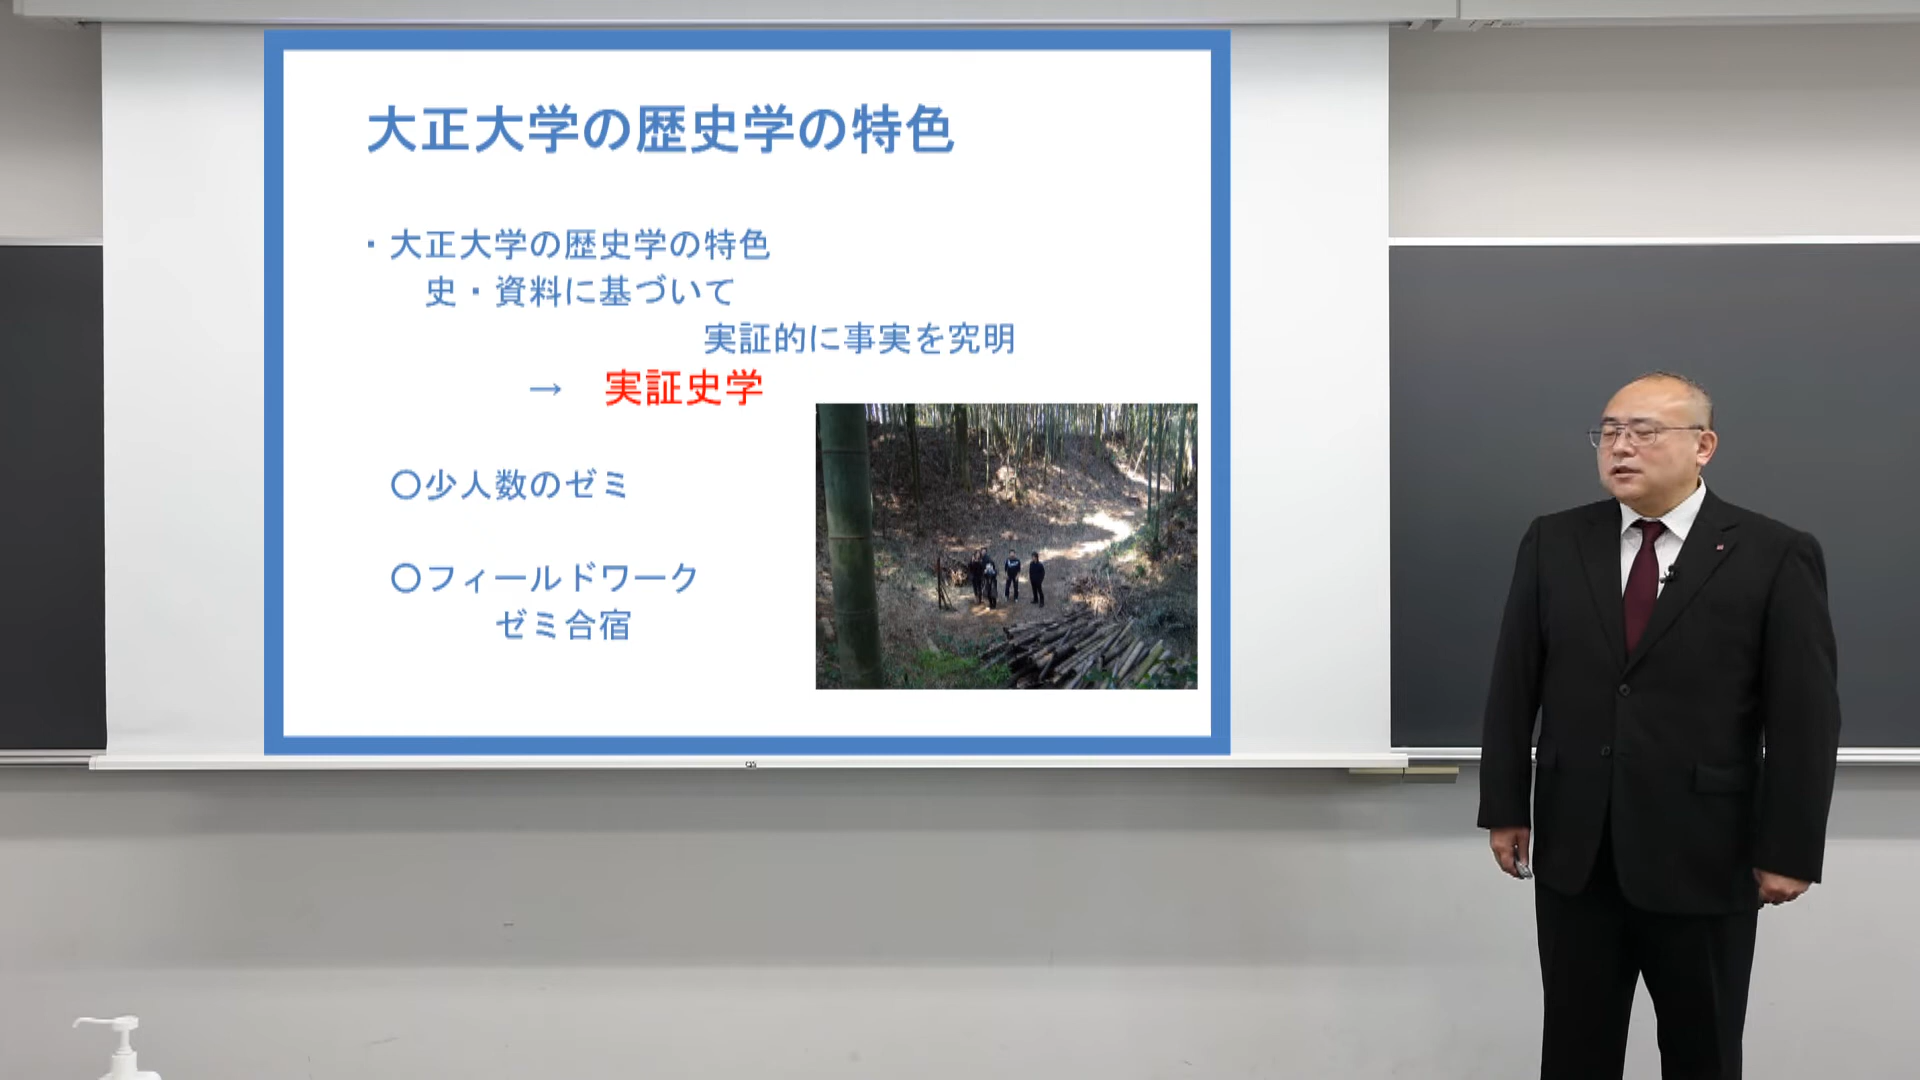 大正大学の歴史学の特色
・大正大学の歴史学の特色
史・資料に基づいて
実証的に事実を究明
→ 実証史学
〇少人数のゼミ
〇フィールドワーク
ゼミ合宿